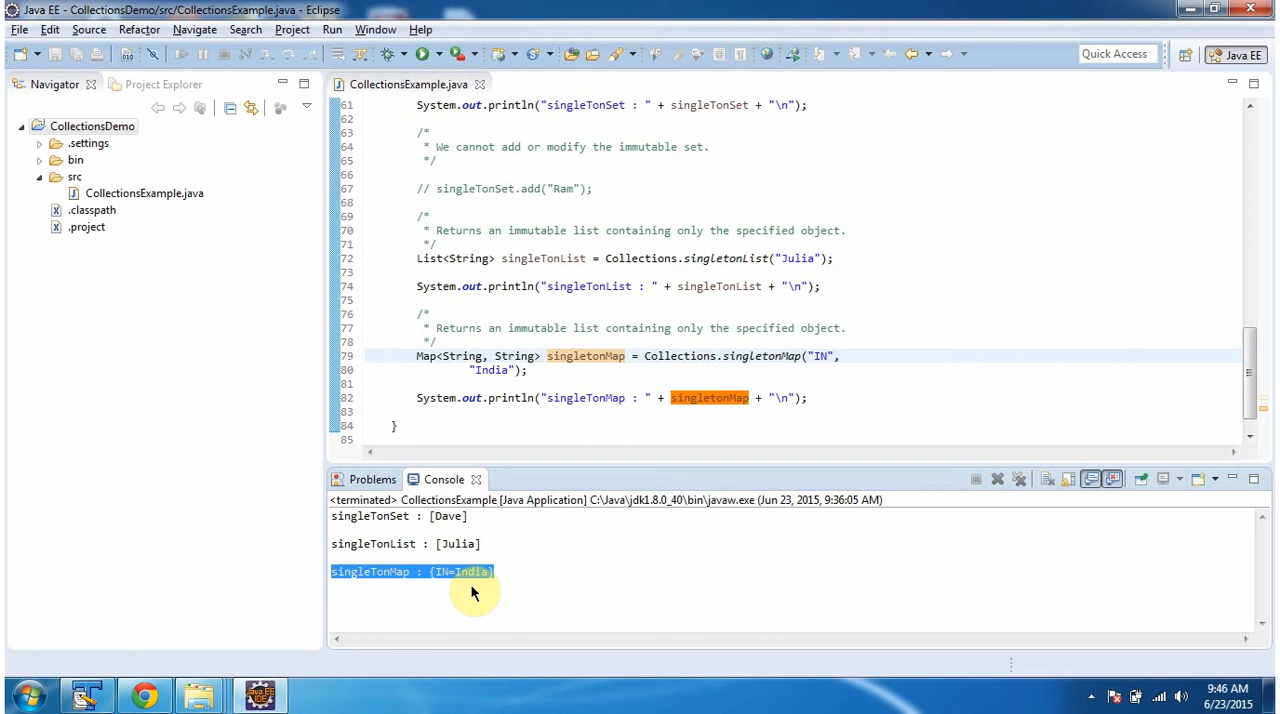 Java EE - CollectionsDemo/src/CollectionsExample.java - Eclipse
File Edit Source Refactor Navigate Search Project Run Window Help
Quick Access
Java EE
Navigator
Project Explorer
CollectionsExample.java
CollectionsDemo
.settings
bin
src
CollectionsExample.java
.classpath
.project
61 System.out.println("singleTonSet : " + singleTonSet + "\n");
62
63 /*
64 * We cannot add or modify the immutable set.
65 */
66
67 // singleTonSet.add("Ram");
68
69 /*
70 * Returns an immutable list containing only the specified object.
71 */
72 List<String> singleTonList = Collections.singletonList("Julia");
73
74 System.out.println("singleTonList : " + singleTonList + "\n");
75
76 /*
77 * Returns an immutable list containing only the specified object.
78 */
79 Map<String, String> singletonMap = Collections.singletonMap("IN",
80 "India");
81
82 System.out.println("singleTonMap : " + singletonMap + "\n");
83
84 }
85
Problems
Console
<terminated> CollectionsExample [Java Application] C:\Java\jdk1.8.0_40\bin\javaw.exe (Jun 23, 2015, 9:36:05 AM)
singleTonSet : [Dave]
singleTonList : [Julia]
singleTonMap : {IN=India}
Java EE
IDE
9:46 AM
6/23/2015